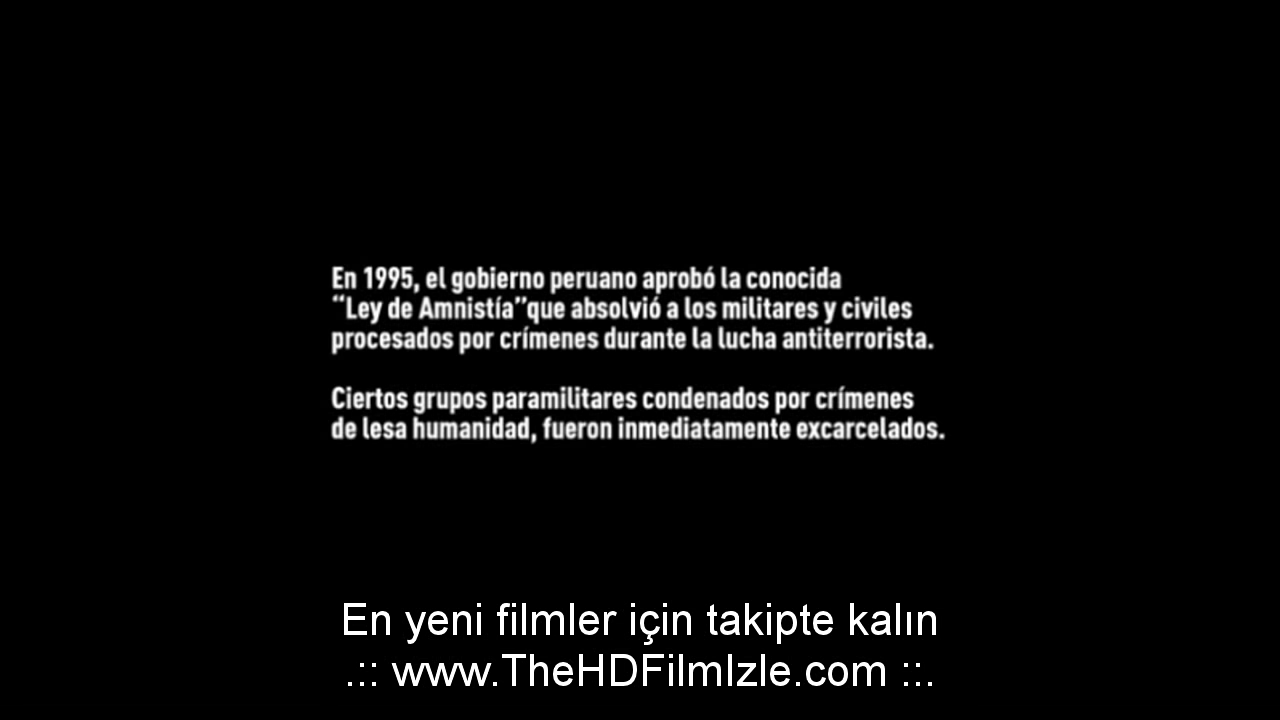 En 1995, el gobierno peruano aprobó la conocida
“Ley de Amnistía”que absolvió a los militares y civiles
procesados por crímenes durante la lucha antiterrorista.
Ciertos grupos paramilitares condenados por crímenes
de lesa humanidad, fueron inmediatamente excarcelados.
En yeni filmler için takipte kalın
.:: www.TheHDFilmIzle.com ::.